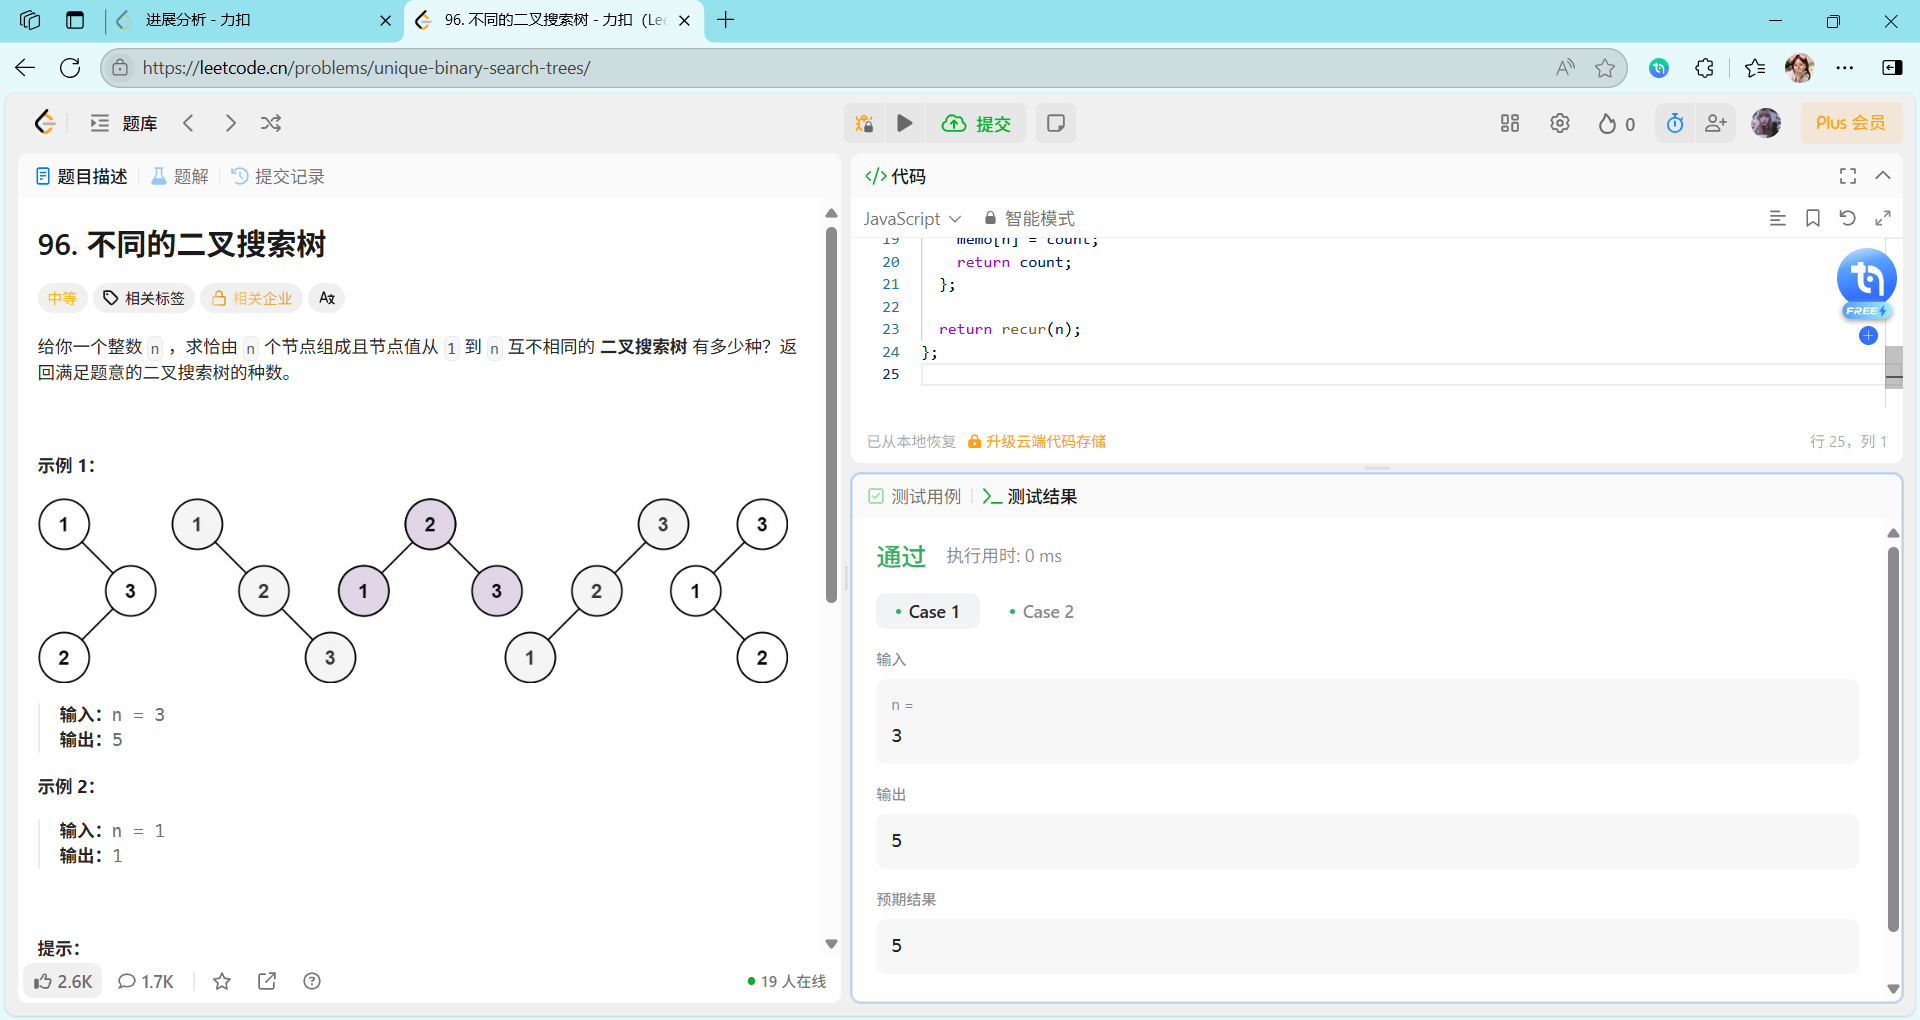 进展分析 - 力扣
96. 不同的二叉搜索树 - 力扣（Lee
https://leetcode.cn/problems/unique-binary-search-trees/
题库
提交
0
Plus 会员
题目描述
题解
提交记录
96. 不同的二叉搜索树
中等
相关标签
相关企业
给你一个整数 n ，求恰由 n 个节点组成且节点值从 1 到 n 互不相同的 二叉搜索树 有多少种？返
回满足题意的二叉搜索树的种数。
示例 1：
1 1 2 3 3
3 2 1 3 2 1
2 3 1 2
输入：n = 3
输出：5
示例 2：
输入：n = 1
输出：1
提示：
2.6K
1.7K
19 人在线
</> 代码
JavaScript
智能模式
19 memo[n] = count;
20 return count;
21 };
22
23 return recur(n);
24 };
25
FREE
已从本地恢复
升级云端代码存储
行 25，列 1
测试用例
测试结果
通过
执行用时: 0 ms
Case 1
Case 2
输入
n =
3
输出
5
预期结果
5